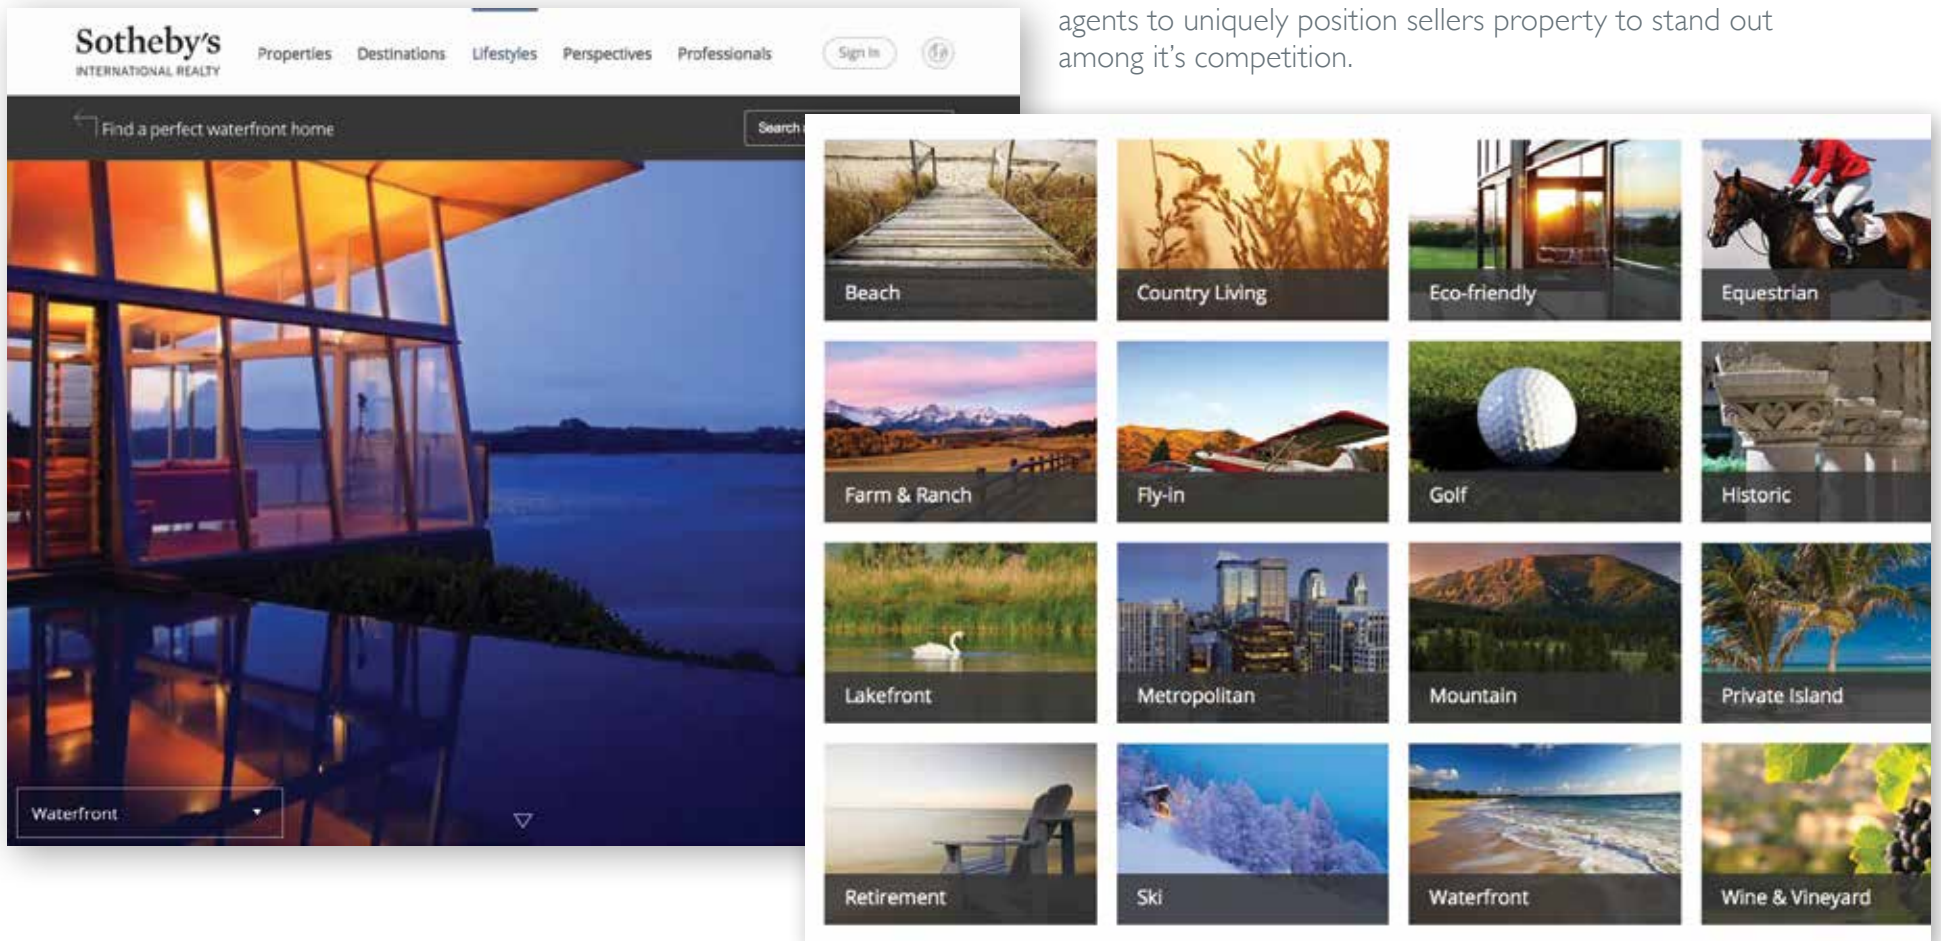 agents to uniquely position sellers property to stand out
among it's competition.
Sotheby's
INTERNATIONAL REALTY
Properties Destinations Lifestyles Perspectives Professionals Sign In
Find a perfect waterfront home
Search
Waterfront
Beach
Country Living
Eco-friendly
Equestrian
Farm & Ranch
Fly-in
Golf
Historic
Lakefront
Metropolitan
Mountain
Private Island
Retirement
Ski
Waterfront
Wine & Vineyard